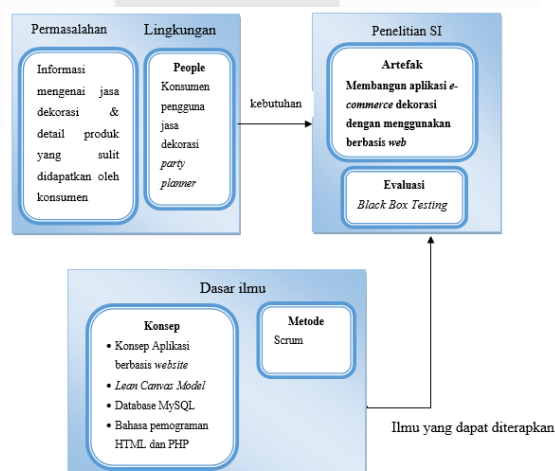 Permasalahan
Lingkungan
Informasi
mengenai jasa
dekorasi &
detail produk
yang sulit
didapatkan oleh
konsumen
People
Konsumen
pengguna
jasa
dekorasi
party
planner
kebutuhan
Penelitian SI
Artefak
Membangun aplikasi e-
commerce dekorasi
dengan menggunakan
berbasis web
Evaluasi
Black Box Testing
Dasar ilmu
Konsep
• Konsep Aplikasi
berbasis website
• Lean Canvas Model
• Database MySQL
• Bahasa pemograman
HTML dan PHP
Metode
Scrum
Ilmu yang dapat diterapkan